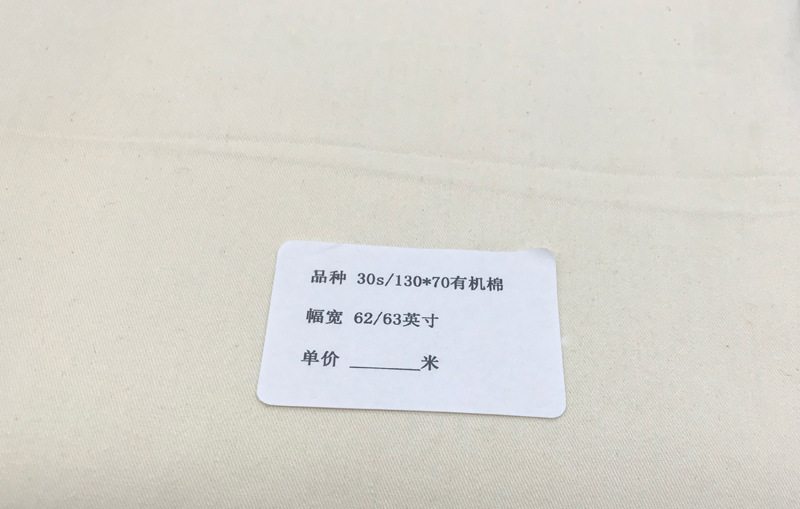 品种 30s/130*70有机棉
幅宽 62/63英寸
单价 _______米